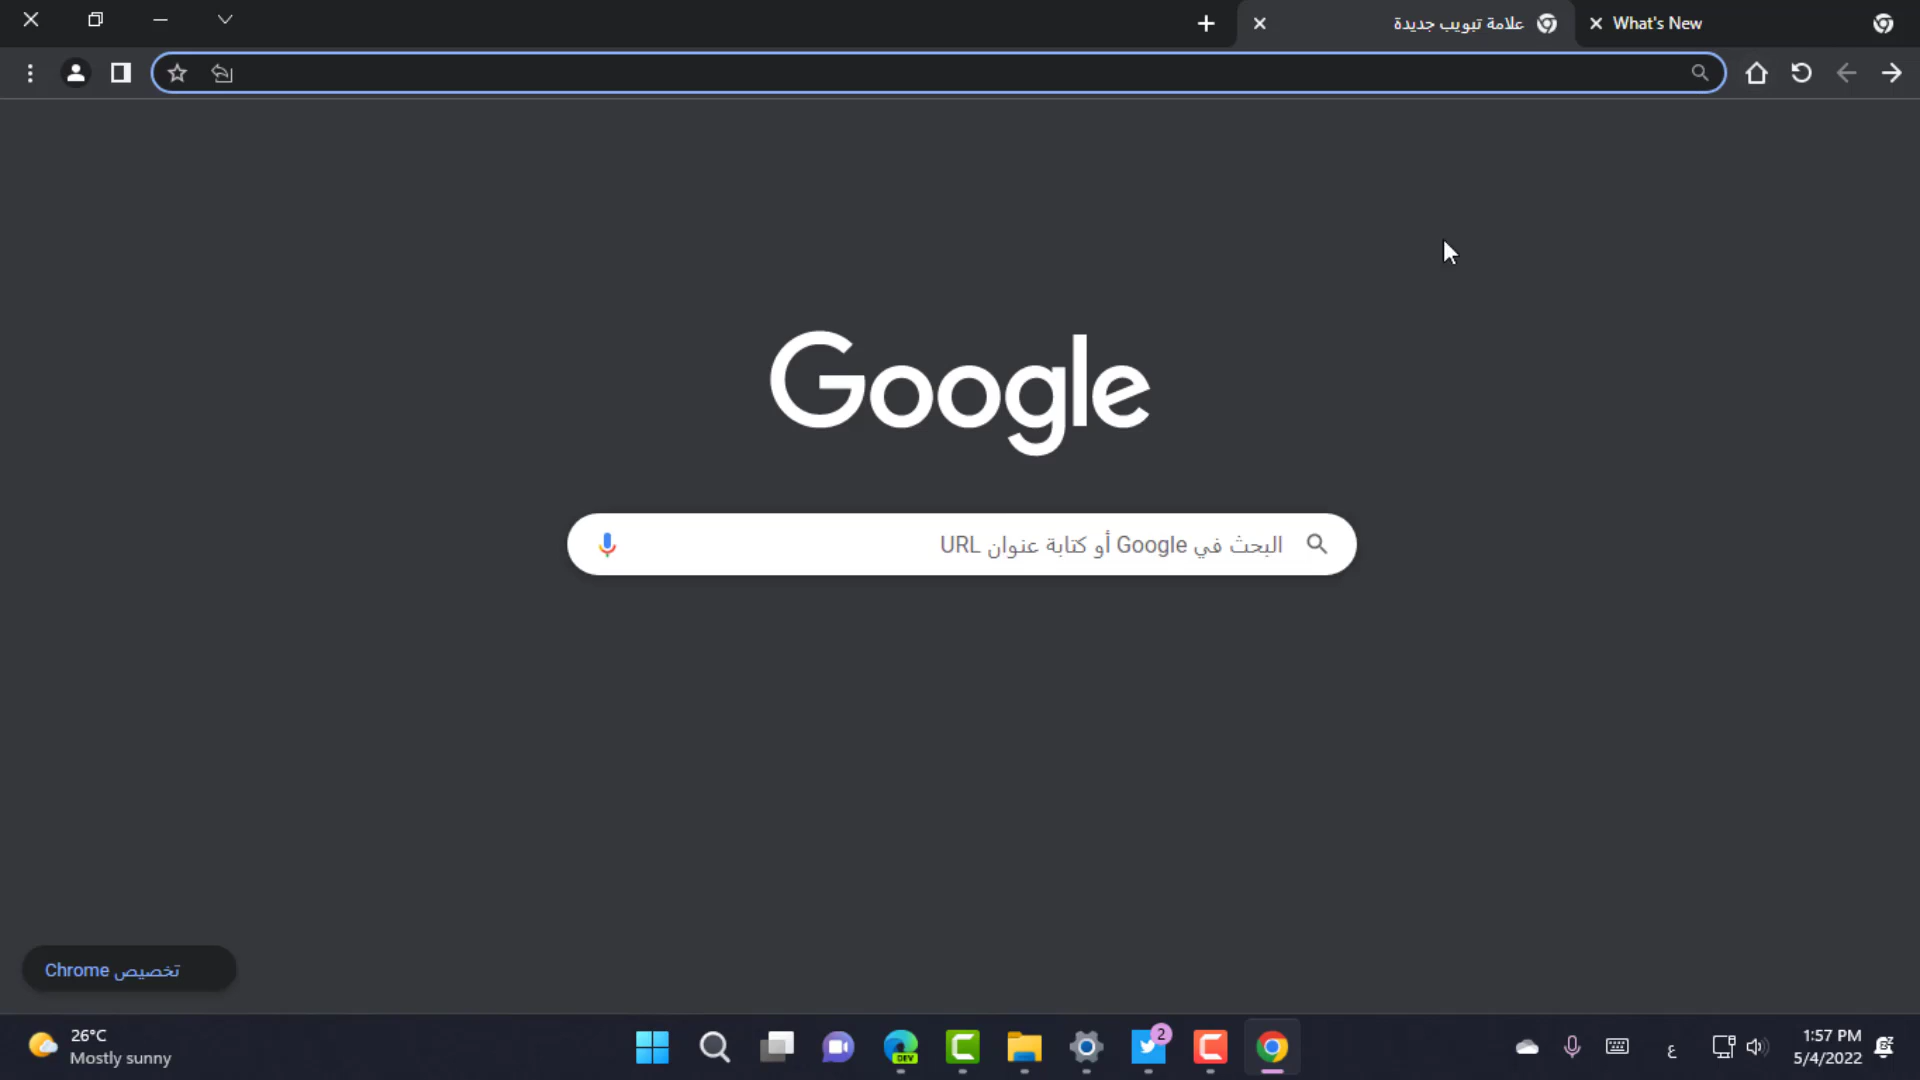 What's New
علامة تبويب جديدة
Google
البحث في Google أو كتابة عنوان URL
تخصيص Chrome
26°C
Mostly sunny
DEV
2
ع
1:57 PM
5/4/2022